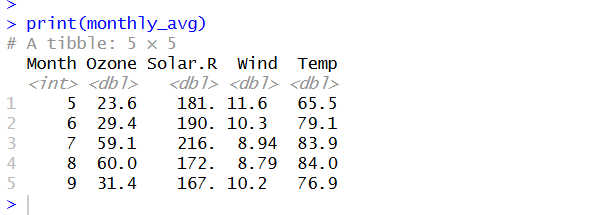 >
> print(monthly_avg)
# A tibble: 5 × 5
  Month Ozone Solar.R  Wind  Temp
  <int> <dbl>   <dbl> <dbl> <dbl>
1     5  23.6    181. 11.6   65.5
2     6  29.4    190. 10.3   79.1
3     7  59.1    216.  8.94  83.9
4     8  60.0    172.  8.79  84.0
5     9  31.4    167. 10.2   76.9
>